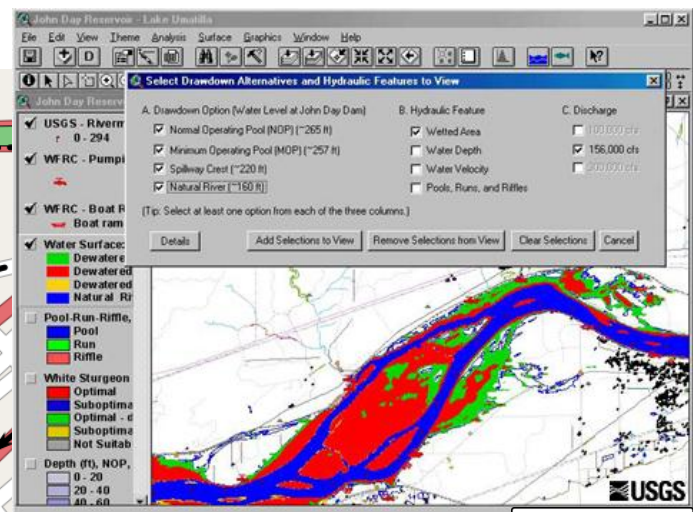 John Day Reservoir - Lake Umatilla
File Edit View Theme Analysis Surface Graphics Window Help
Select Drawdown Alternatives and Hydraulic Features to View
A. Drawdown Option (Water Level at John Day Dam)
B. Hydraulic Feature
C. Discharge
Normal Operating Pool (NOP) (~265 ft)
Minimum Operating Pool (MOP) (~257 ft)
Spillway Crest (~220 ft)
Natural River (~160 ft)
Wetted Area
Water Depth
Water Velocity
Pools, Runs, and Riffles
100,000 cfs
156,000 cfs
300,000 cfs
(Tip: Select at least one option from each of the three columns.)
Details
Add Selections to View
Remove Selections from View
Clear Selections
Cancel
John Day Reserv
USGS - Riverm
0 - 294
WFRC - Pumpi
WFRC - Boat R
Boat ram
Water Surface:
Dewatere
Dewatered
Dewatered
Natural Ri
Pool-Run-Riffle,
Pool
Run
Riffle
White Sturgeon
Optimal
Suboptima
Optimal - d
Suboptima
Not Suitab
Depth (ft), NOP,
0 - 20
20 - 40
40 - 60
USGS